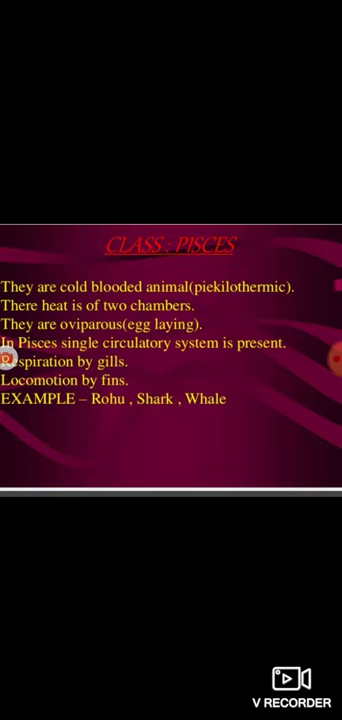 CLASS : PISCES
They are cold blooded animal(piekilothermic).
There heat is of two chambers.
They are oviparous(egg laying).
In Pisces single circulatory system is present.
Respiration by gills.
Locomotion by fins.
EXAMPLE – Rohu , Shark , Whale
V RECORDER